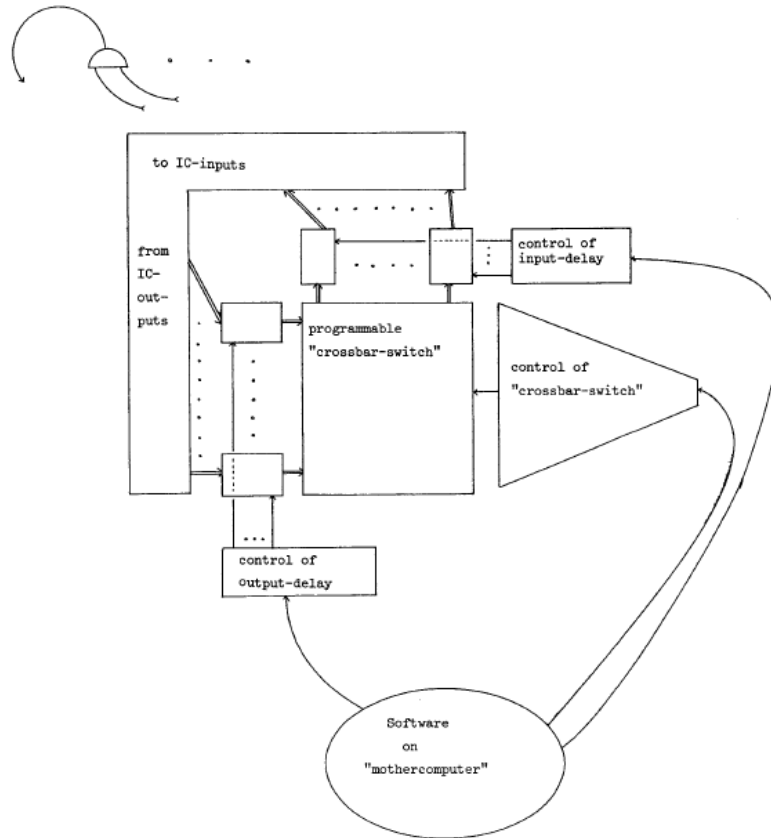 to IC-inputs
from
IC-
out-
puts
control of
input-delay
programmable
"crossbar-switch"
control of
"crossbar-switch"
control of
output-delay
Software
on
"mothercomputer"